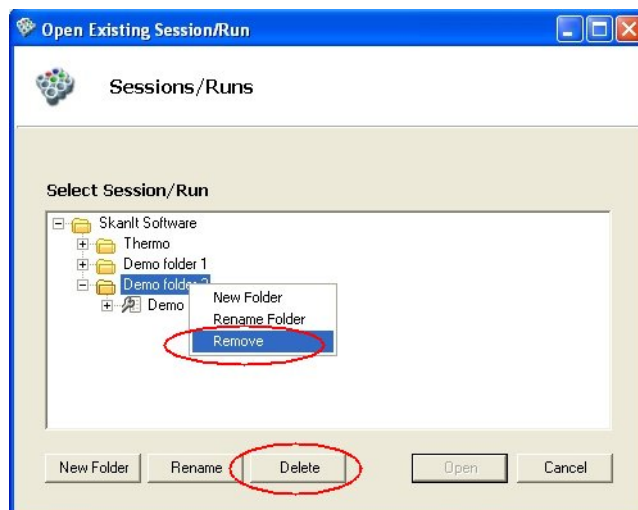 Open Existing Session/Run
Sessions/Runs
Select Session/Run
SkanIt Software
Thermo
Demo folder 1
Demo folder
Demo
New Folder
Rename Folder
Remove
New Folder Rename Delete Open Cancel